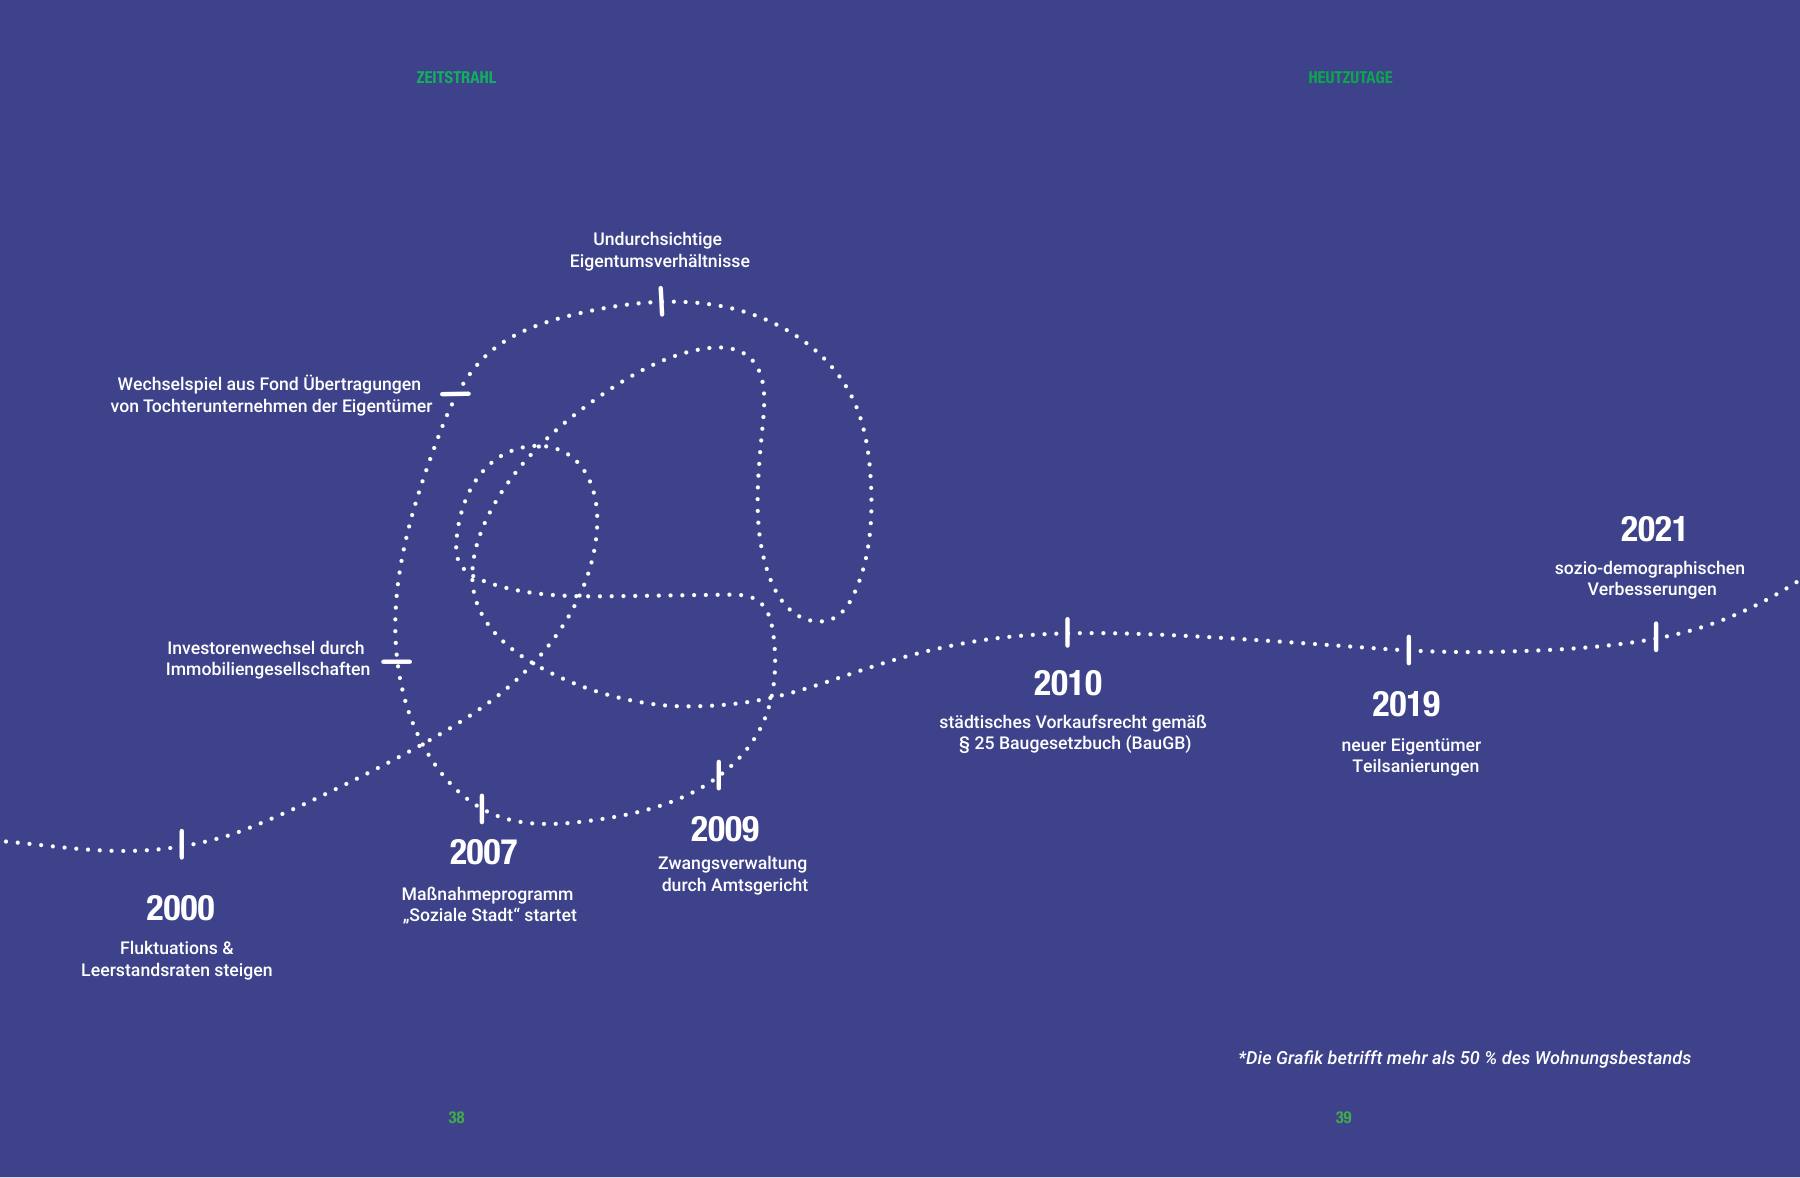 ZEITSTRAHL
HEUTZUTAGE
Undurchsichtige
Eigentumsverhältnisse
Wechselspiel aus Fond Übertragungen
von Tochterunternehmen der Eigentümer
Investorenwechsel durch
Immobiliengesellschaften
2000
Fluktuations &
Leerstandsraten steigen
2007
Maßnahmeprogramm
„Soziale Stadt“ startet
2009
Zwangsverwaltung
durch Amtsgericht
2010
städtisches Vorkaufsrecht gemäß
§ 25 Baugesetzbuch (BauGB)
2019
neuer Eigentümer
Teilsanierungen
2021
sozio-demographischen
Verbesserungen
*Die Grafik betrifft mehr als 50 % des Wohnungsbestands
38
39